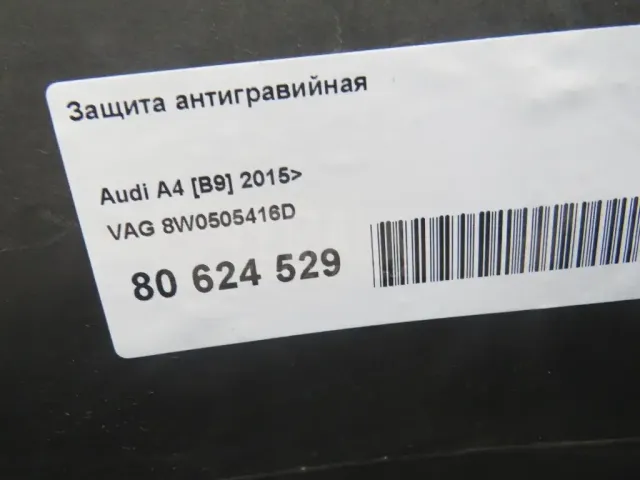 Защита антигравийная
Audi A4 [B9] 2015>
VAG 8W0505416D
80 624 529